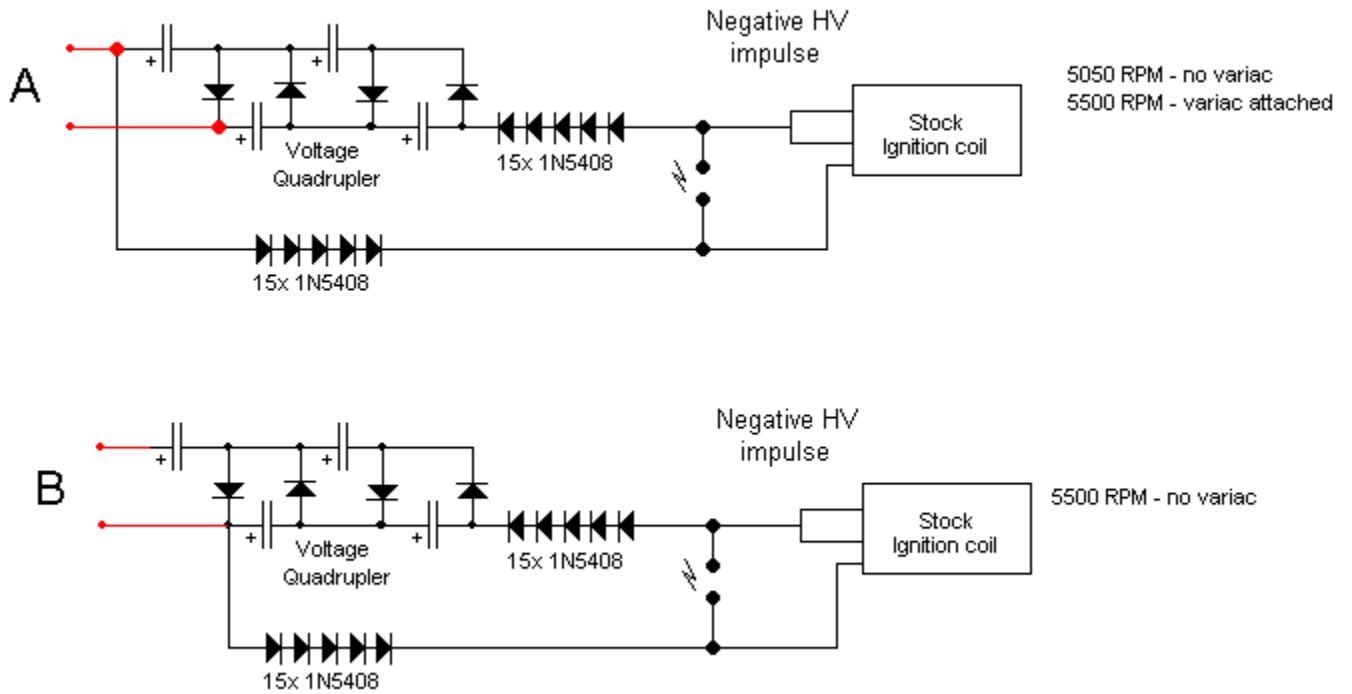 Negative HV
impulse
A
+
+
5050 RPM - no variac
5500 RPM - variac attached
+
+
Voltage
Quadrupler
15x 1N5408
Stock
Ignition coil
15x 1N5408
Negative HV
impulse
B
+
+
5500 RPM - no variac
+
+
Voltage
Quadrupler
15x 1N5408
Stock
Ignition coil
15x 1N5408